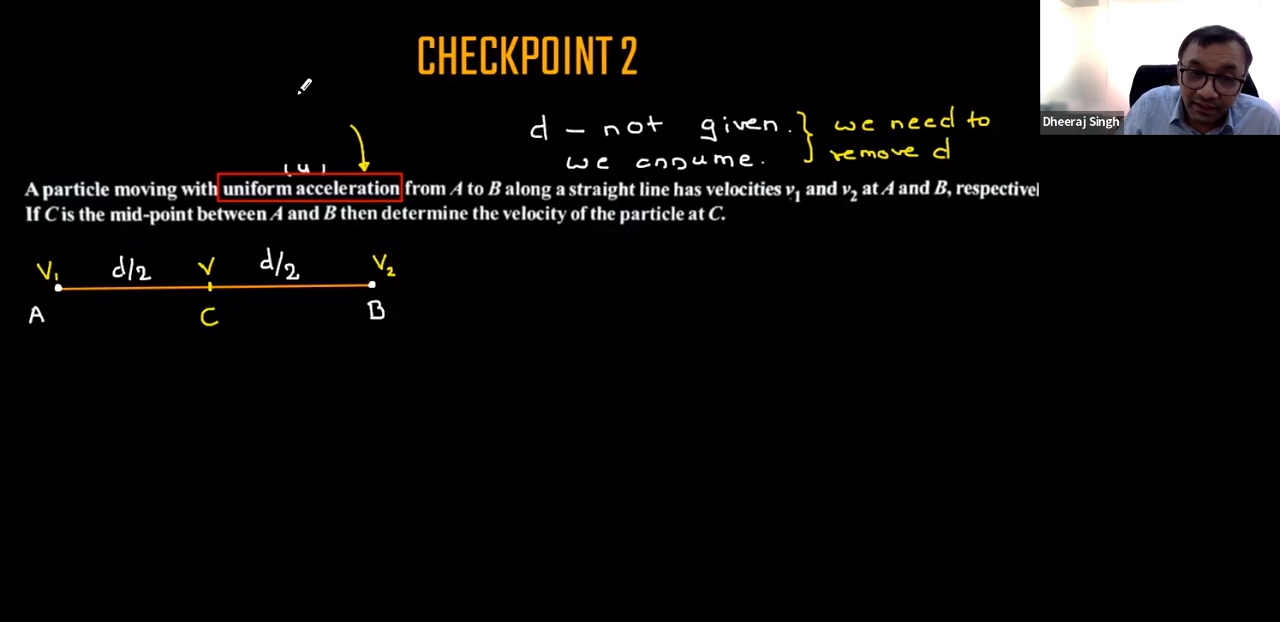 CHECKPOINT 2
Dheeraj Singh
d - not given. } we need to
we assume. remove d
A particle moving with uniform acceleration from A to B along a straight line has velocities v₁ and v₂ at A and B, respectivel
If C is the mid-point between A and B then determine the velocity of the particle at C.
V₁ d/2 V d/2 V₂
A C B